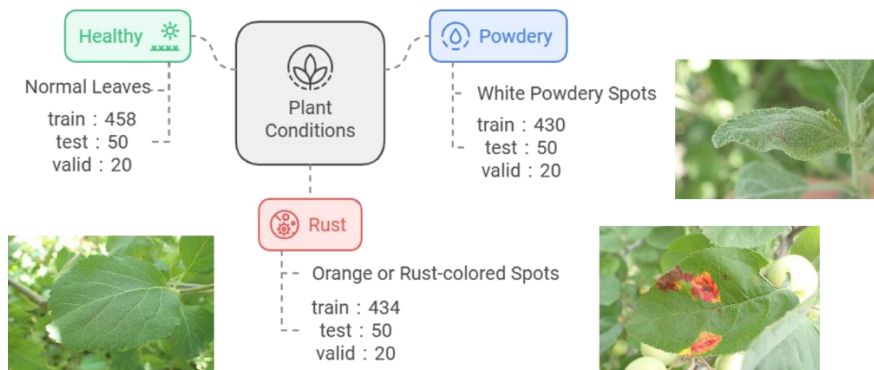 Healthy
Normal Leaves
train : 458
test : 50
valid : 20
Plant
Conditions
Powdery
White Powdery Spots
train : 430
test : 50
valid : 20
Rust
Orange or Rust-colored Spots
train : 434
test : 50
valid : 20